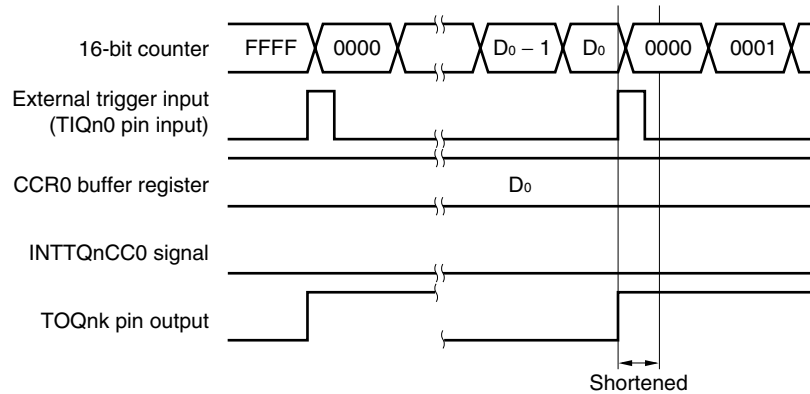 16-bit counter FFFF 0000 D0 − 1 D0 0000 0001
External trigger input
(TIQn0 pin input)
CCR0 buffer register D0
INTTQnCC0 signal
TOQnk pin output
Shortened